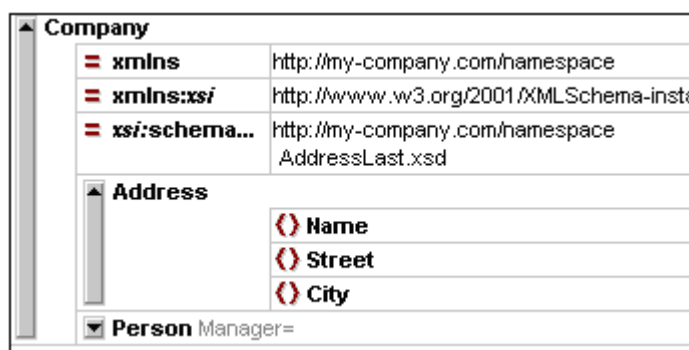 Company
= xmlns http://my-company.com/namespace
= xmlns:xsi http://www.w3.org/2001/XMLSchema-insta
= xsi:schema... http://my-company.com/namespace
AddressLast.xsd
Address
() Name
() Street
() City
Person Manager=